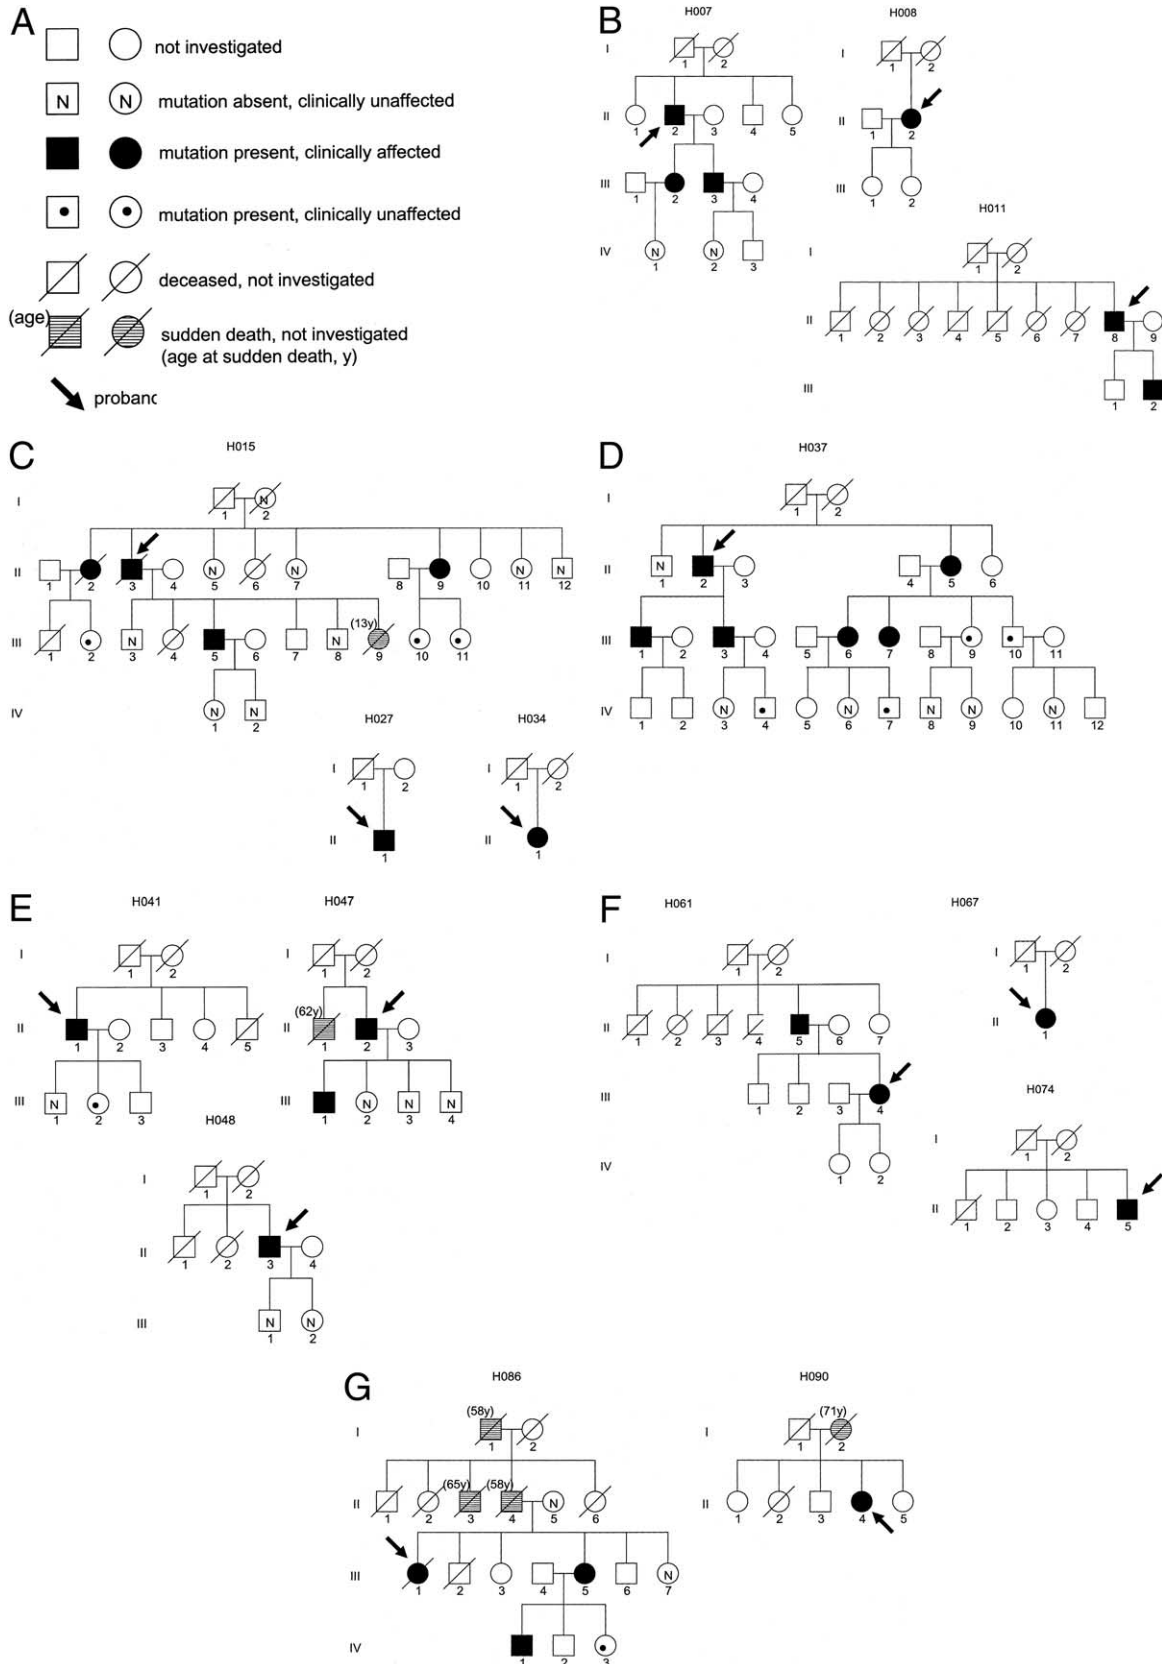 A
N N
not investigated
mutation absent, clinically unaffected
mutation present, clinically affected
mutation present, clinically unaffected
deceased, not investigated
(age)
sudden death, not investigated
(age at sudden death, y)
proband
B
H007
I
1 2
II
1 2 3 4 5
III
1 2 3 4
IV
N N
1 2 3
H008
I
1 2
II
1 2
III
1 2
H011
I
1 2
II
1 2 3 4 5 6 7 8 9
III
1 2
C
H015
I
N
1 2
II
N N N N
1 2 3 4 5 6 7 8 9 10 11 12
(13y)
III
N N
1 2 3 4 5 6 7 8 9 10 11
IV
N N
1 2
H027
I
1 2
II
1
H034
I
1 2
II
1
D
H037
I
1 2
II
N
1 2 3 4 5 6
III
1 2 3 4 5 6 7 8 9 10 11
IV
N N N N N
1 2 3 4 5 6 7 8 9 10 11 12
E
H041
I
1 2
II
1 2 3 4 5
III
N
1 2 3
H047
I
1 2
(62y)
II
1 2 3
III
N N N
1 2 3 4
H048
I
1 2
II
1 2 3 4
III
N N
1 2
F
H061
I
1 2
II
1 2 3 4 5 6 7
III
1 2 3 4
IV
1 2
H067
I
1 2
II
1
H074
I
1 2
II
1 2 3 4 5
G
H086
(58y)
I
1 2
(65y) (58y)
II
N
1 2 3 4 5 6
III
N
1 2 3 4 5 6 7
IV
1 2 3
H090
(71y)
I
1 2
II
1 2 3 4 5